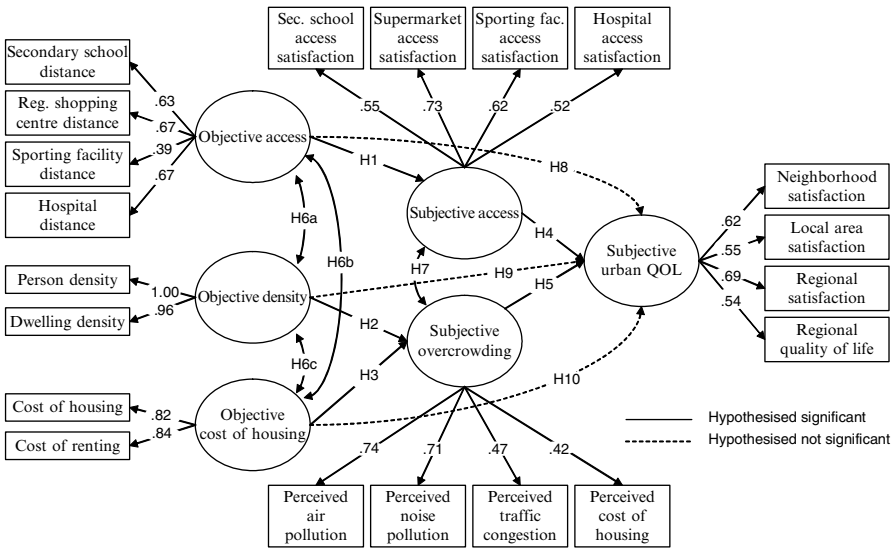 Sec. school
access
satisfaction
Supermarket
access
satisfaction
Sporting fac.
access
satisfaction
Hospital
access
satisfaction
Secondary school
distance
Reg. shopping
centre distance
Sporting facility
distance
Hospital
distance
.63
.67
.39
.67
Objective access
.55
.73
.62
.52
H1
H8
Subjective access
H6a
H6b
H4
H7
Person density
Dwelling density
1.00
.96
Objective density
H9
H2
H5
H3
H6c
Subjective
overcrowding
Subjective
urban QOL
.62
.55
.69
.54
Neighborhood
satisfaction
Local area
satisfaction
Regional
satisfaction
Regional
quality of life
Cost of housing
Cost of renting
.82
.84
Objective
cost of housing
H10
Hypothesised significant
Hypothesised not significant
.74
.71
.47
.42
Perceived
air
pollution
Perceived
noise
pollution
Perceived
traffic
congestion
Perceived
cost of
housing